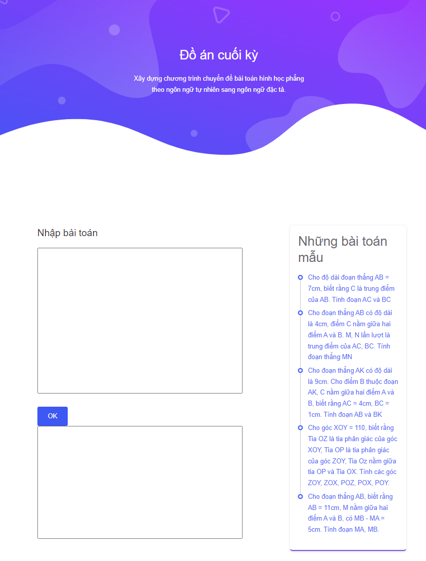 Đồ án cuối kỳ
Xây dựng chương trình chuyển đề bài toán hình học phẳng
theo ngôn ngữ tự nhiên sang ngôn ngữ đặc tả.
Nhập bài toán
OK
Những bài toán
mẫu
Cho độ dài đoạn thẳng AB =
7cm, biết rằng C là trung điểm
của AB. Tính đoạn AC và BC
Cho đoạn thẳng AB có độ dài
là 4cm, điểm C nằm giữa hai
điểm A và B. M, N lần lượt là
trung điểm của AC, BC. Tính
đoạn thẳng MN
Cho đoạn thẳng AK có độ dài
là 9cm. Cho điểm B thuộc đoạn
AK, C nằm giữa hai điểm A và
B, biết rằng AC = 4cm, BC =
1cm. Tính đoạn AB và BK
Cho góc XOY = 110, biết rằng
Tia OZ là tia phân giác của góc
XOY, Tia OP là tia phân giác
của góc ZOY, Tia Oz nằm giữa
tia OP và Tia OX. Tính các góc
ZOY, ZOX, POZ, POX, POY.
Cho đoạn thẳng AB, biết rằng
AB = 11cm, M nằm giữa hai
điểm A và B, có MB - MA =
5cm. Tính đoạn MA, MB.